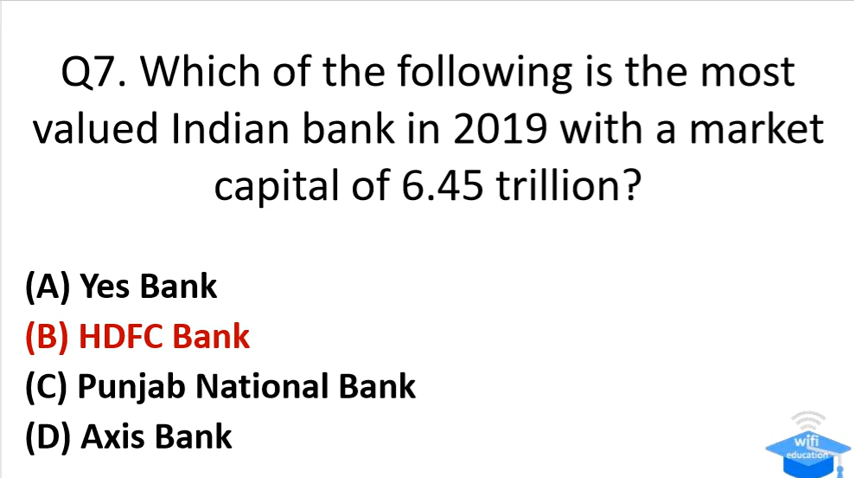 Q7. Which of the following is the most
valued Indian bank in 2019 with a market
capital of 6.45 trillion?
(A) Yes Bank
(B) HDFC Bank
(C) Punjab National Bank
(D) Axis Bank
wifi
education